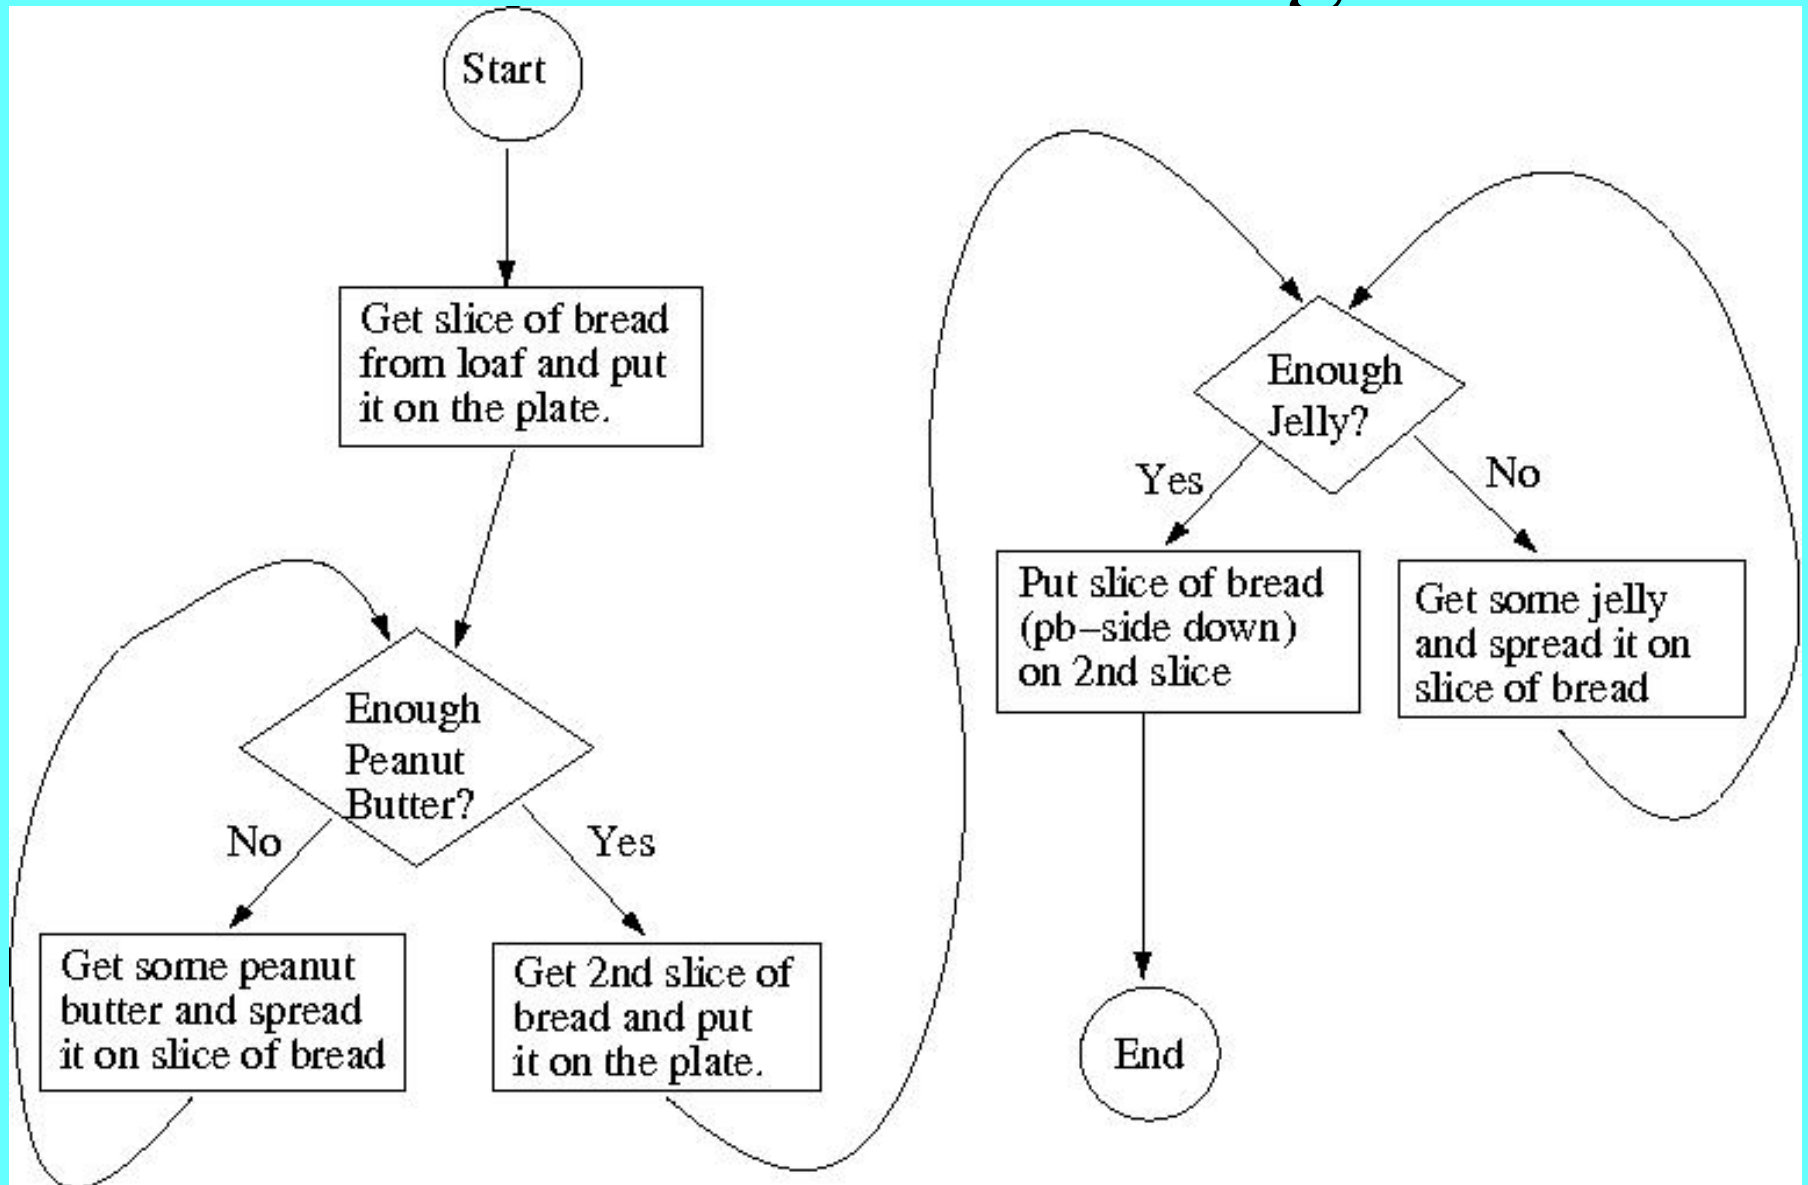 Start
Get slice of bread
from loaf and put
it on the plate.
Enough
Peanut
Butter?
No
Yes
Get some peanut
butter and spread
it on slice of bread
Get 2nd slice of
bread and put
it on the plate.
Enough
Jelly?
Yes
No
Put slice of bread
(pb-side down)
on 2nd slice
Get some jelly
and spread it on
slice of bread
End